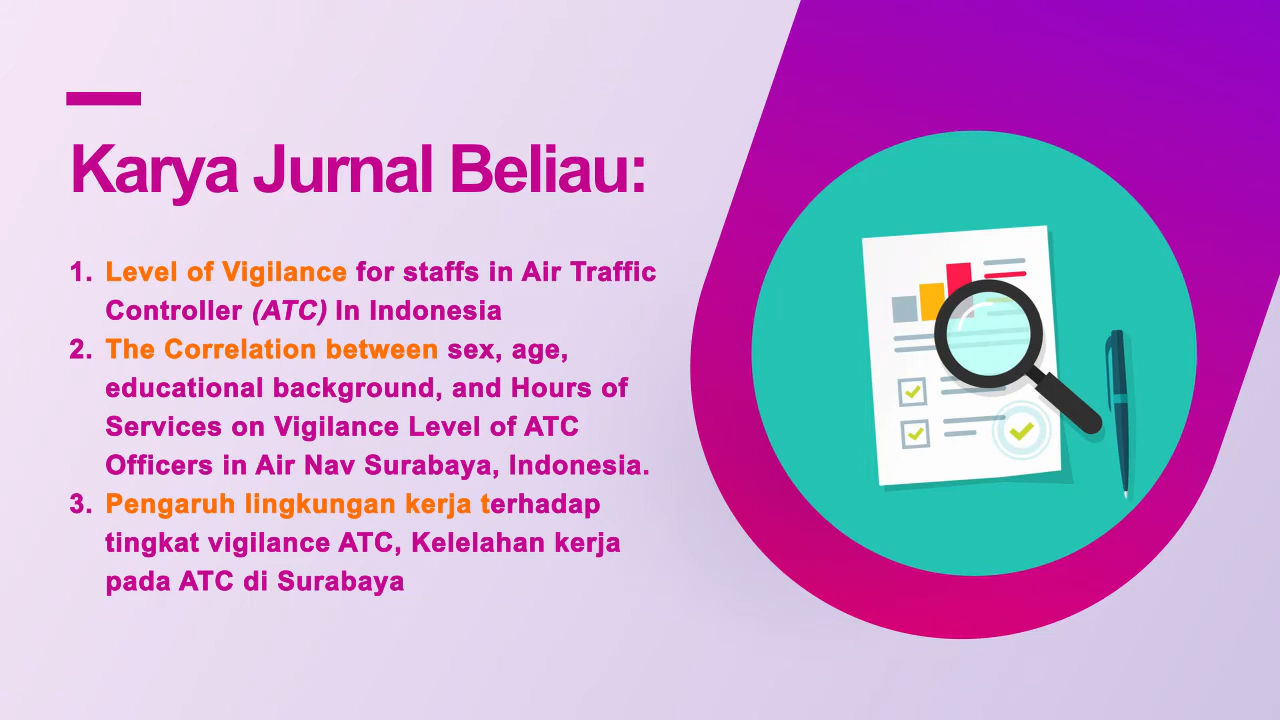 Karya Jurnal Beliau:
1. Level of Vigilance for staffs in Air Traffic
Controller (ATC) In Indonesia
2. The Correlation between sex, age,
educational background, and Hours of
Services on Vigilance Level of ATC
Officers in Air Nav Surabaya, Indonesia.
3. Pengaruh lingkungan kerja terhadap
tingkat vigilance ATC, Kelelahan kerja
pada ATC di Surabaya